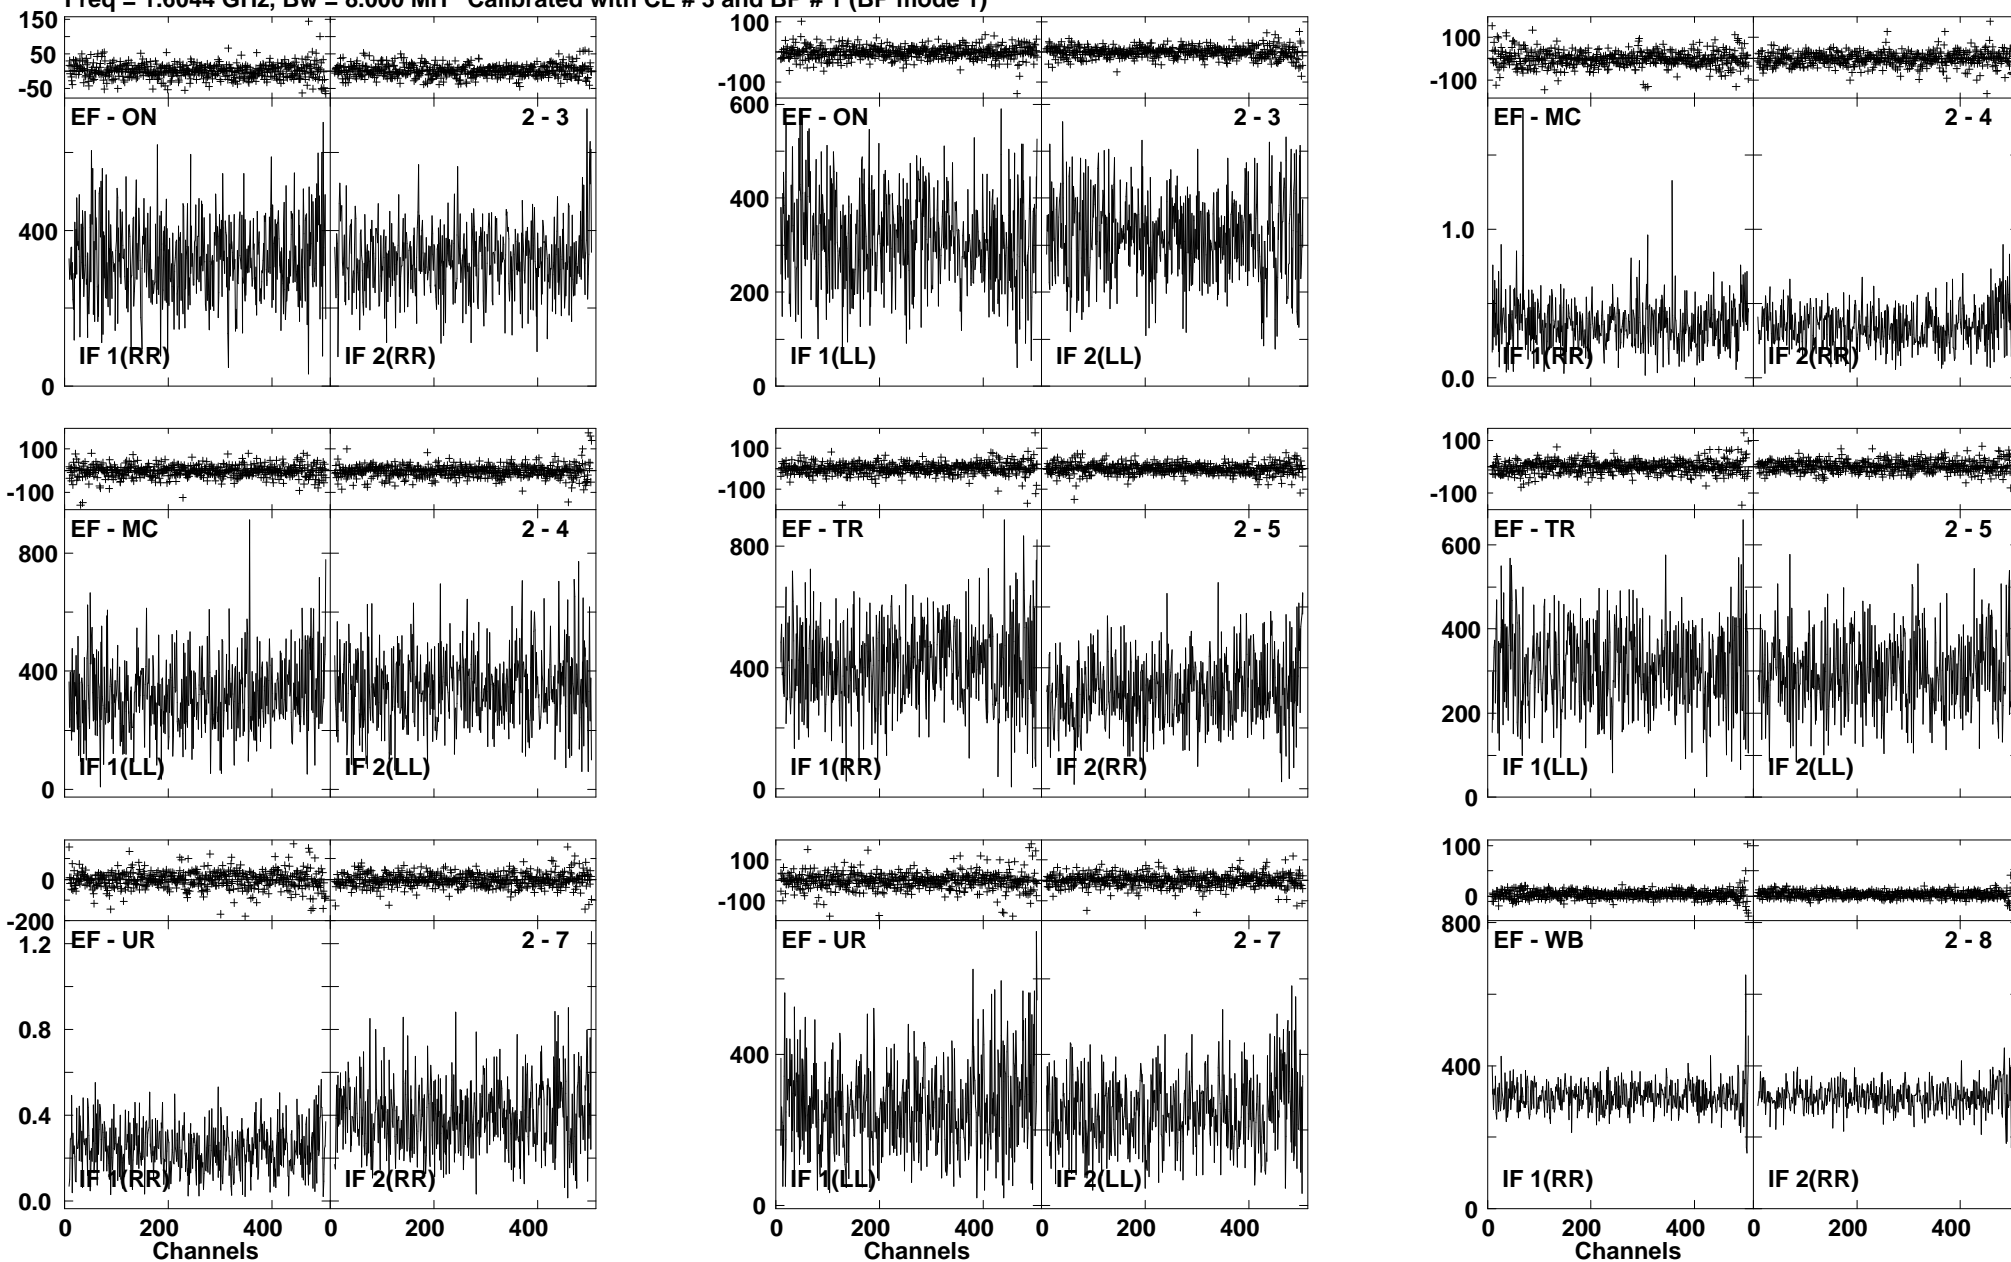 Freq = 1.6044 GHz, Bw = 8.000 MH Calibrated with CL # 3 and BP # 1 (BP mode 1)
150
50
-50
EF - ON 2 - 3
400
0
IF 1(RR) IF 2(RR)
100
-100
600
EF - ON 2 - 3
400
200
0
IF 1(LL) IF 2(LL)
100
-100
EF - MC 2 - 4
1.0
0.0
IF 1(RR) IF 2(RR)
100
-100
EF - MC 2 - 4
800
400
0
IF 1(LL) IF 2(LL)
100
-100
EF - TR 2 - 5
800
400
0
IF 1(RR) IF 2(RR)
100
-100
EF - TR 2 - 5
600
400
200
0
IF 1(LL) IF 2(LL)
0
-200
EF - UR 2 - 7
1.2
0.8
0.4
0.0
IF 1(RR) IF 2(RR)
0 200 400 0 200 400
Channels
100
-100
EF - UR 2 - 7
400
0
IF 1(LL) IF 2(LL)
0 200 400 0 200 400
Channels
100
0
800
EF - WB 2 - 8
400
0
IF 1(RR) IF 2(RR)
0 200 400 0 200 400
Channels